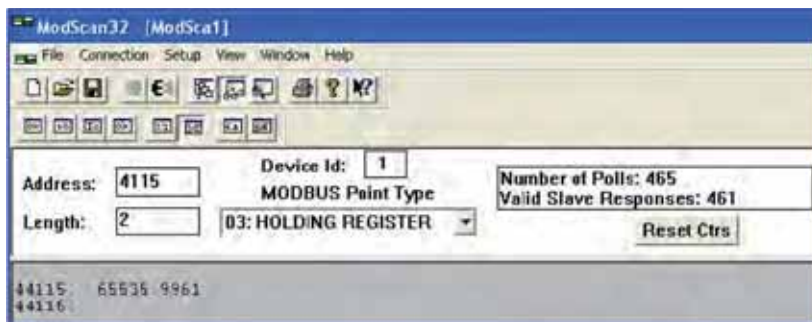 ModScan32 [ModSca1]
File Connection Setup View Window Help
Address: 4115
Device Id: 1
MODBUS Point Type
Length: 2
03: HOLDING REGISTER
Number of Polls: 465
Valid Slave Responses: 461
Reset Ctrs
44115 65535.9961
44116